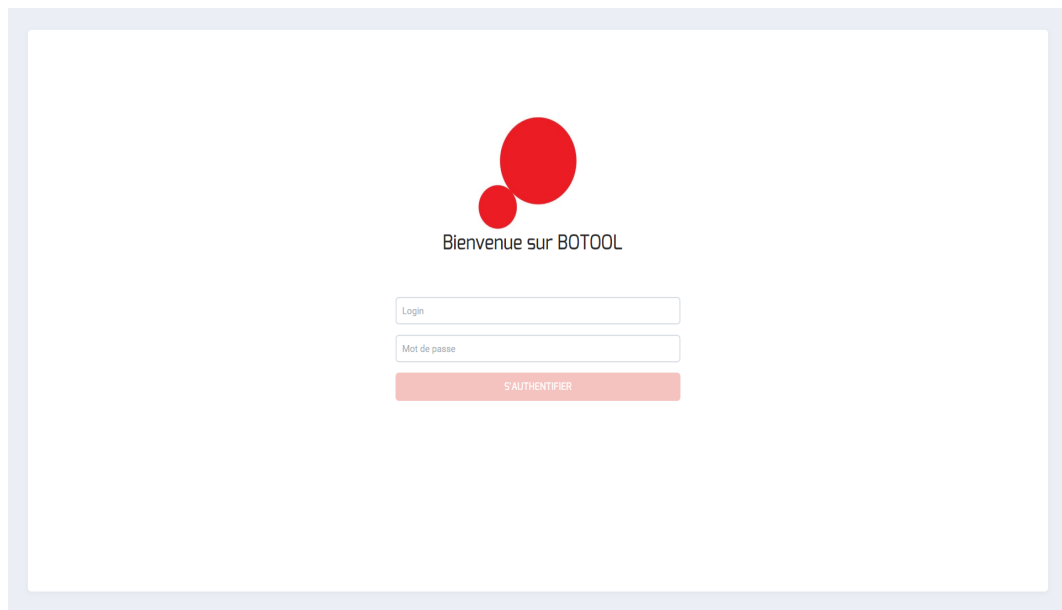 Bienvenue sur BOTOOL
Login
Mot de passe
S'AUTHENTIFIER